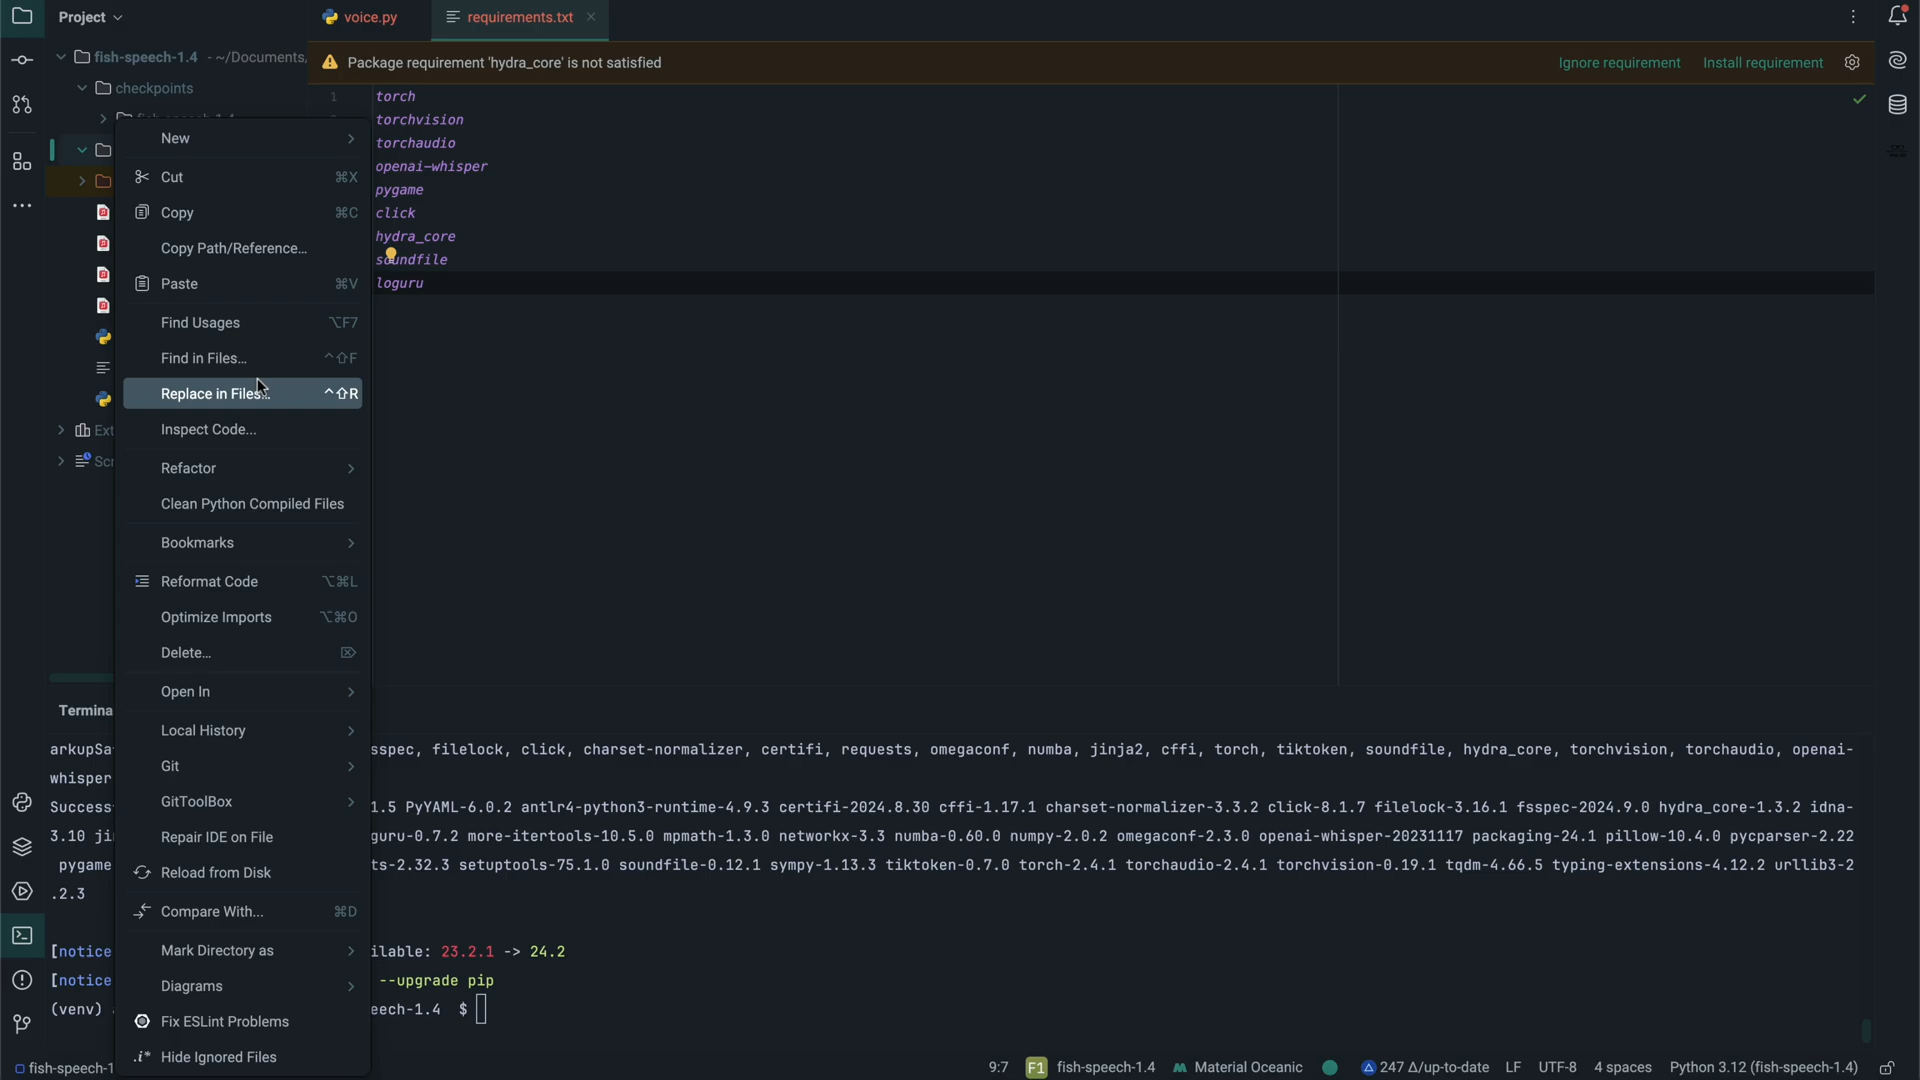 Project
voice.py
requirements.txt
fish-speech-1.4 - ~/Documents,
Package requirement 'hydra_core' is not satisfied
Ignore requirement
Install requirement
checkpoints
1
torch
torchvision
torchaudio
openai-whisper
pygame
click
hydra_core
soundfile
loguru
New
Cut ⌘X
Copy ⌘C
Copy Path/Reference...
Paste ⌘V
Find Usages ⌥F7
Find in Files... ^⇧F
Replace in Files... ^⇧R
Inspect Code...
Refactor
Clean Python Compiled Files
Bookmarks
Reformat Code ⌥⌘L
Optimize Imports ⌥⌘O
Delete... ⌦
Open In
Local History
Git
GitToolBox
Repair IDE on File
Reload from Disk
Compare With... ⌘D
Mark Directory as
Diagrams
Fix ESLint Problems
.i* Hide Ignored Files
Ext
Scr
Termina
arkupSa sspec, filelock, click, charset-normalizer, certifi, requests, omegaconf, numba, jinja2, cffi, torch, tiktoken, soundfile, hydra_core, torchvision, torchaudio, openai-
whisper
Success 1.5 PyYAML-6.0.2 antlr4-python3-runtime-4.9.3 certifi-2024.8.30 cffi-1.17.1 charset-normalizer-3.3.2 click-8.1.7 filelock-3.16.1 fsspec-2024.9.0 hydra_core-1.3.2 idna-
3.10 jin guru-0.7.2 more-itertools-10.5.0 mpmath-1.3.0 networkx-3.3 numba-0.60.0 numpy-2.0.2 omegaconf-2.3.0 openai-whisper-20231117 packaging-24.1 pillow-10.4.0 pycparser-2.22
pygame ts-2.32.3 setuptools-75.1.0 soundfile-0.12.1 sympy-1.13.3 tiktoken-0.7.0 torch-2.4.1 torchaudio-2.4.1 torchvision-0.19.1 tqdm-4.66.5 typing-extensions-4.12.2 urllib3-2
.2.3
[notice ilable: 23.2.1 -> 24.2
[notice --upgrade pip
(venv) eech-1.4 $
fish-speech-1
9:7
F1 fish-speech-1.4
Material Oceanic
247 Δ/up-to-date
LF
UTF-8
4 spaces
Python 3.12 (fish-speech-1.4)